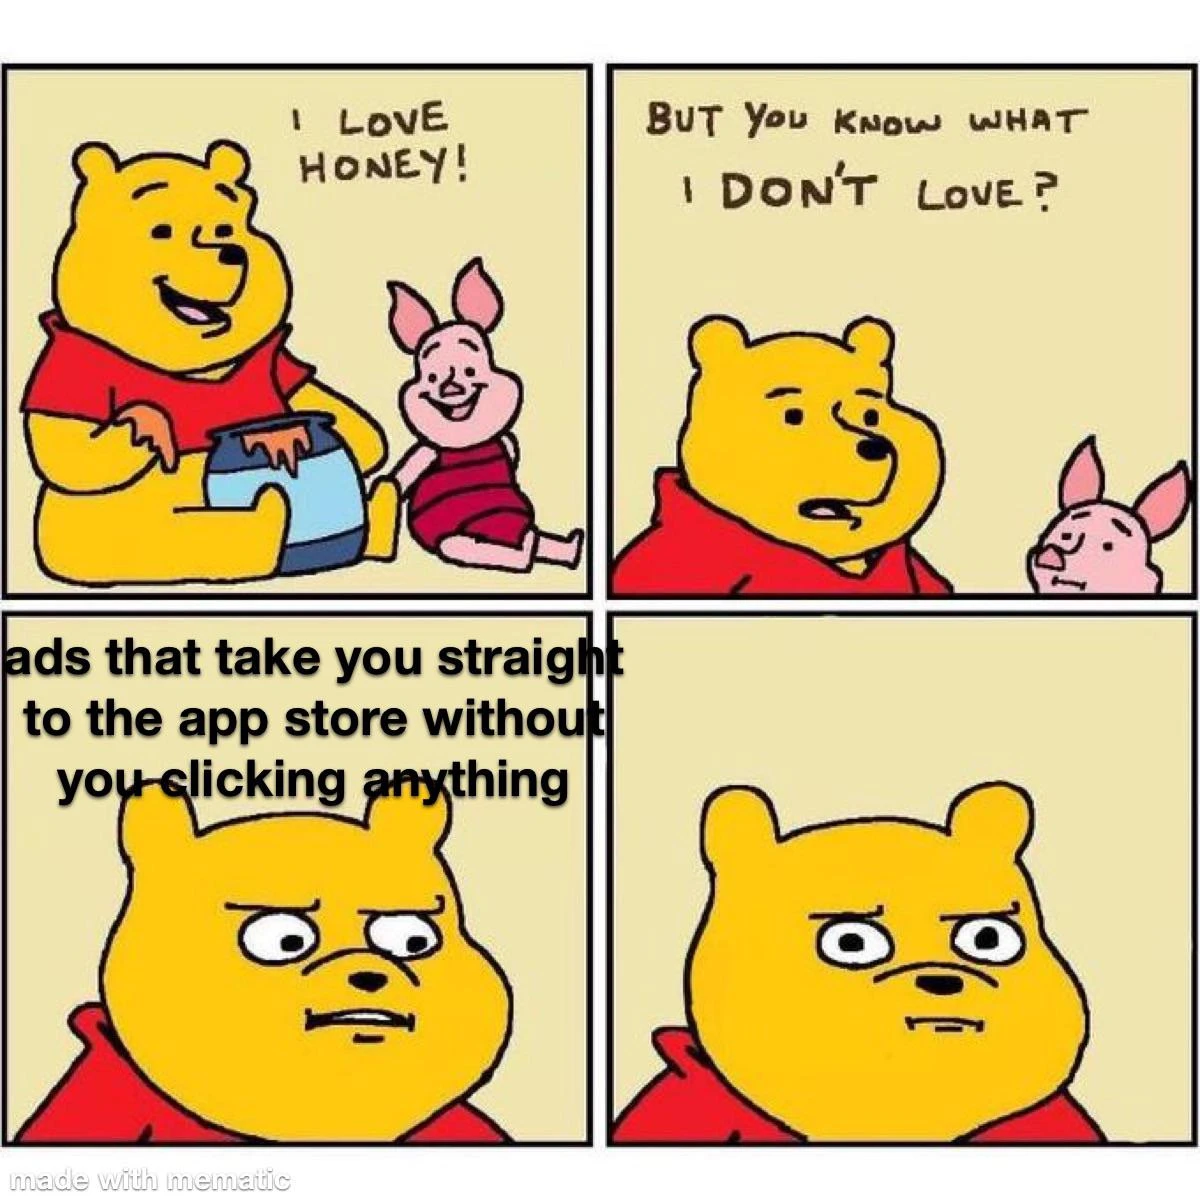 I LOVE
HONEY!
BUT YOU KNOW WHAT
I DON'T LOVE?
ads that take you straight
to the app store without
you clicking anything
made with mematic